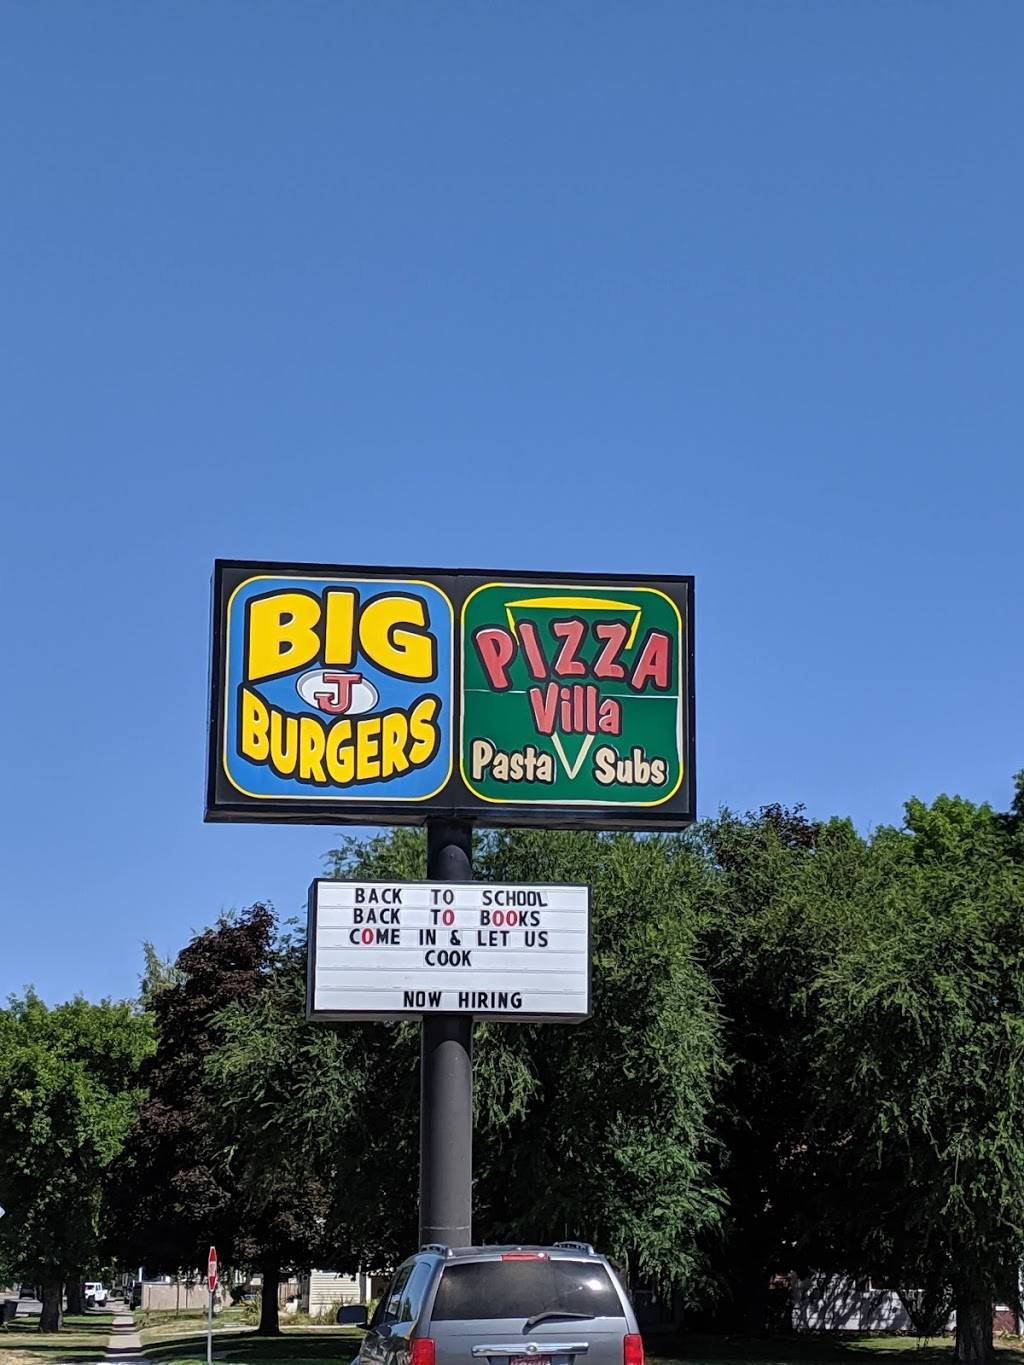 BIG
J
BURGERS
PIZZA
Villa
Pasta Subs
BACK TO SCHOOL
BACK TO BOOKS
COME IN & LET US
COOK
NOW HIRING